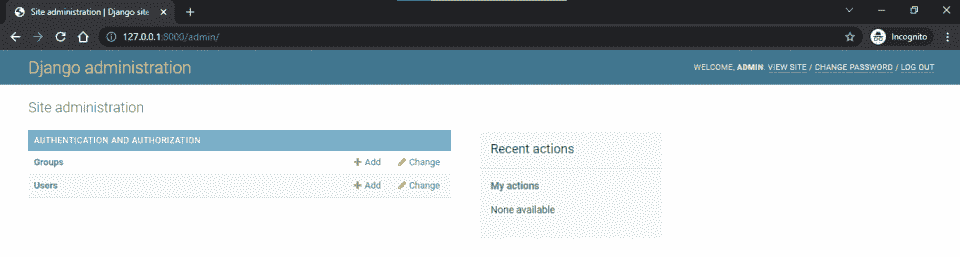 Site administration | Django site
127.0.0.1:8000/admin/
Incognito
Django administration
WELCOME, ADMIN. VIEW SITE / CHANGE PASSWORD / LOG OUT
Site administration
AUTHENTICATION AND AUTHORIZATION
Groups Add Change
Users Add Change
Recent actions
My actions
None available